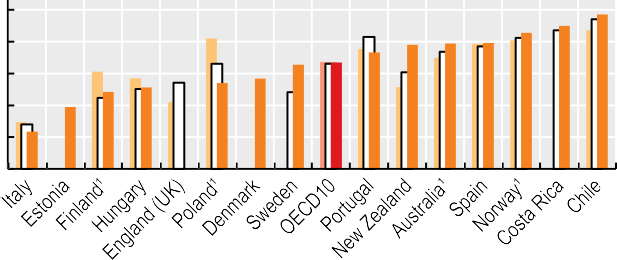 Italy
Estonia
Finland¹
Hungary
England (UK)
Poland¹
Denmark
Sweden
OECD10
Portugal
New Zealand
Australia¹
Spain
Norway¹
Costa Rica
Chile